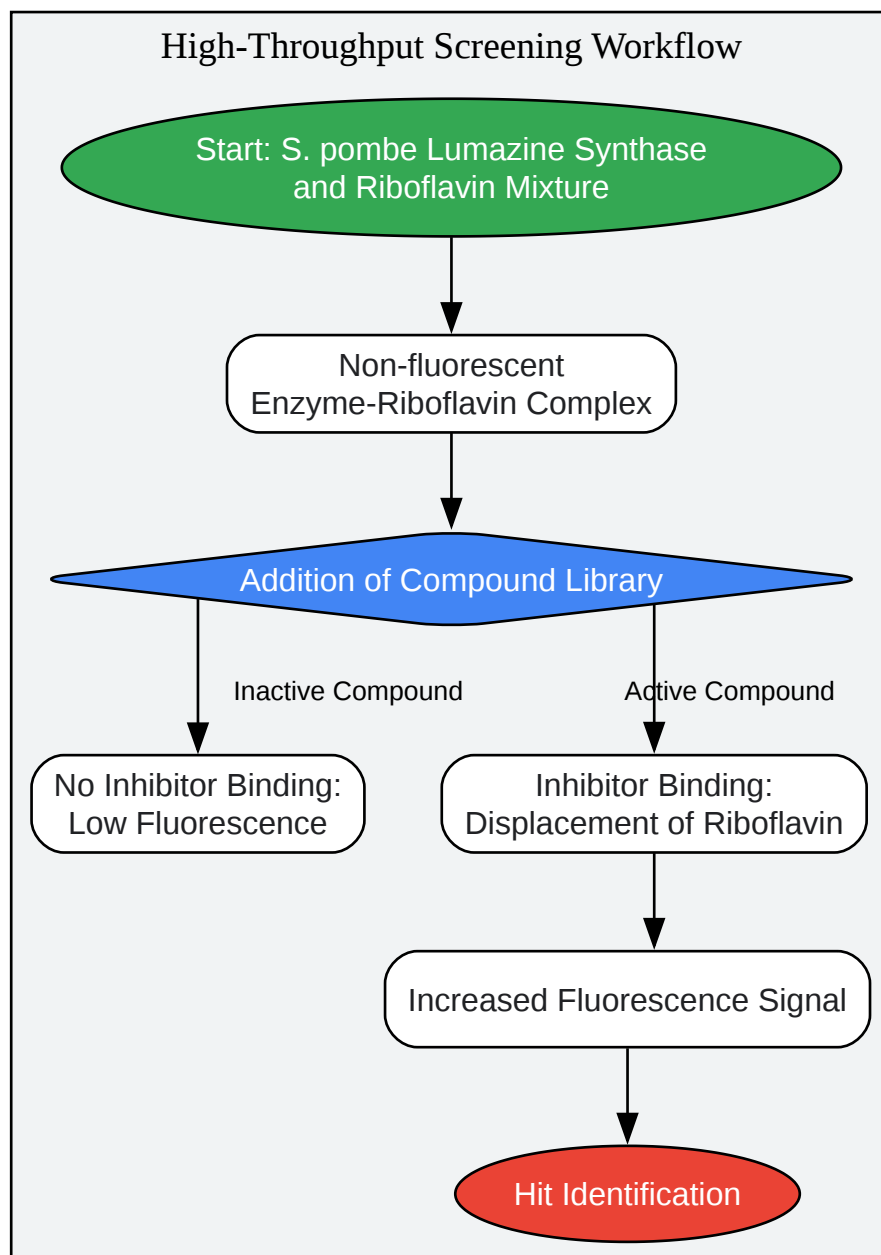 High-Throughput Screening Workflow
Start: S. pombe Lumazine Synthase
and Riboflavin Mixture
Non-fluorescent
Enzyme-Riboflavin Complex
Addition of Compound Library
Inactive Compound
Active Compound
No Inhibitor Binding:
Low Fluorescence
Inhibitor Binding:
Displacement of Riboflavin
Increased Fluorescence Signal
Hit Identification